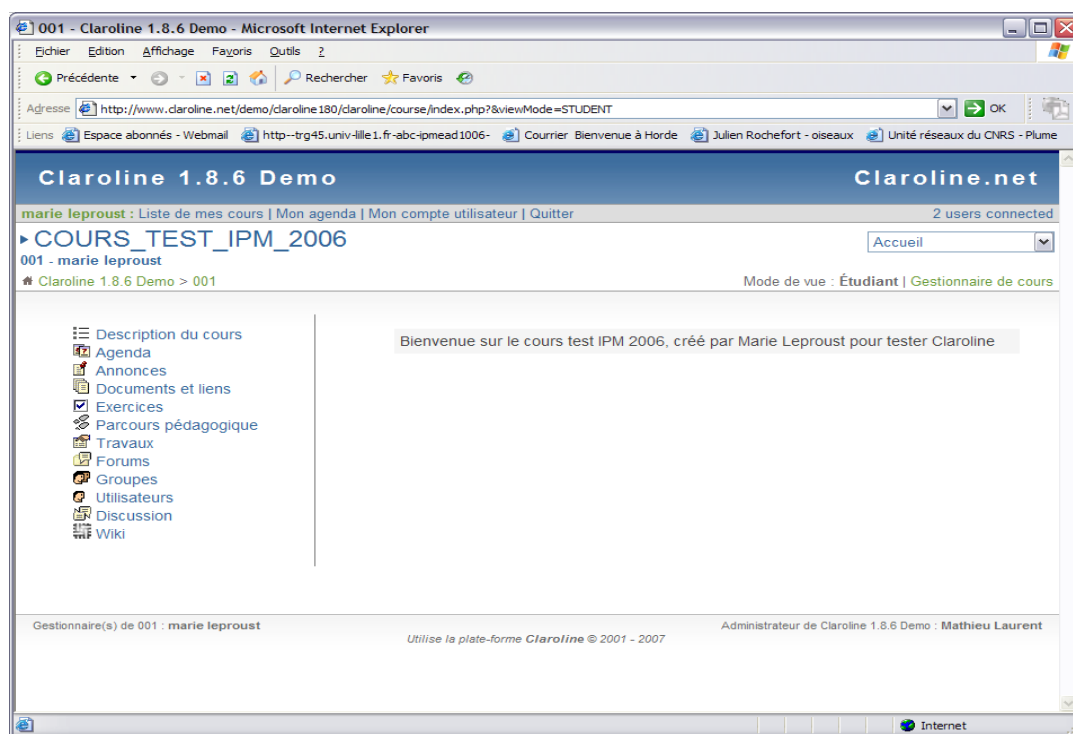 001 - Claroline 1.8.6 Demo - Microsoft Internet Explorer
Fichier Edition Affichage Favoris Outils ?
Précédente Rechercher Favoris
Adresse http://www.claroline.net/demo/claroline180/claroline/course/index.php?&viewMode=STUDENT OK
Liens Espace abonnés - Webmail http--trg45.univ-lille1.fr-abc-ipmead1006- Courrier Bienvenue à Horde Julien Rochefort - oiseaux Unité réseaux du CNRS - Plume
Claroline 1.8.6 Demo Claroline.net
marie leproust : Liste de mes cours | Mon agenda | Mon compte utilisateur | Quitter 2 users connected
COURS_TEST_IPM_2006 Accueil
001 - marie leproust
Claroline 1.8.6 Demo > 001 Mode de vue : Étudiant | Gestionnaire de cours
Description du cours
Agenda
Annonces
Documents et liens
Exercices
Parcours pédagogique
Travaux
Forums
Groupes
Utilisateurs
Discussion
Wiki
Bienvenue sur le cours test IPM 2006, créé par Marie Leproust pour tester Claroline
Gestionnaire(s) de 001 : marie leproust Administrateur de Claroline 1.8.6 Demo : Mathieu Laurent
Utilise la plate-forme Claroline © 2001 - 2007
Internet